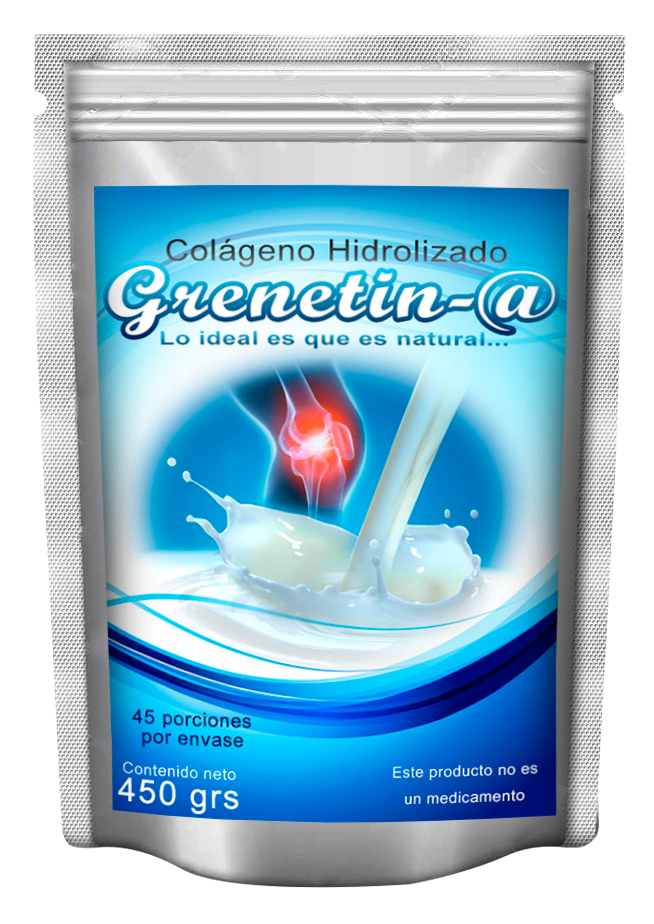 Colágeno Hidrolizado
Grenetin-@
Lo ideal es que es natural...
45 porciones
por envase
Contenido neto
450 grs
Este producto no es
un medicamento